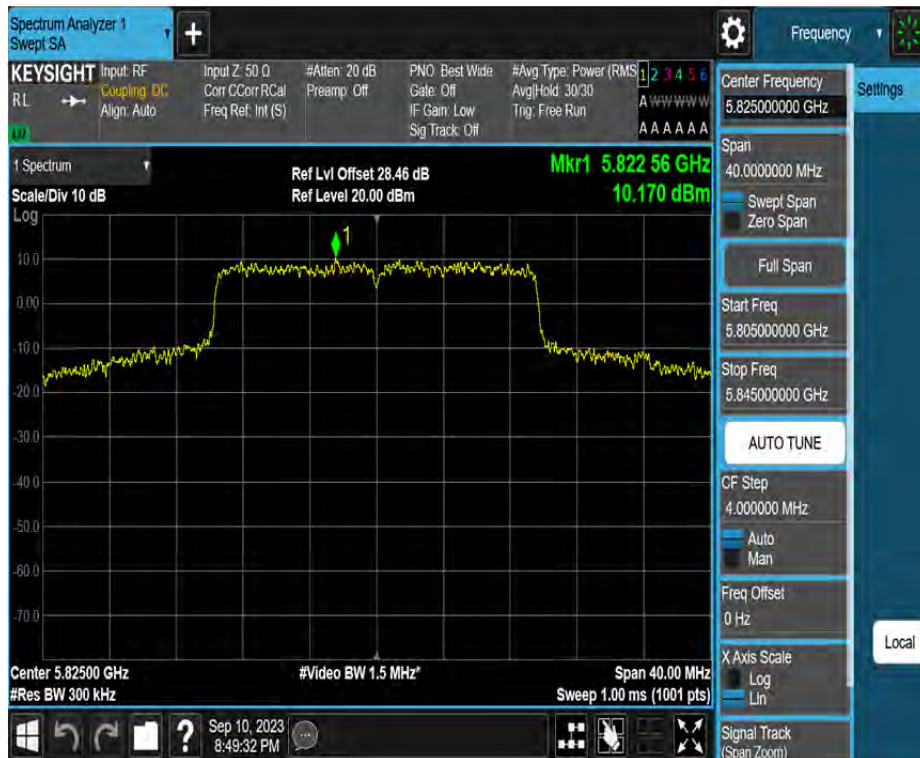 Spectrum Analyzer 1
Swept SA
+
Frequency
KEYSIGHT
RL
Input: RF
Coupling: DC
Align: Auto
Input Z: 50 Ω
Corr CCorr RCal
Freq Ref: Int (S)
#Atten: 20 dB
Preamp: Off
PNO: Best Wide
Gate: Off
IF Gain: Low
Sig Track: Off
#Avg Type: Power (RMS
Avg|Hold: 30/30
Trig: Free Run
1 2 3 4 5 6
A W W W W W
A A A A A A
1 Spectrum
Scale/Div 10 dB
Log
Ref Lvl Offset 28.46 dB
Ref Level 20.00 dBm
Mkr1 5.822 56 GHz
10.170 dBm
1
10.0
0.00
-10.0
-20.0
-30.0
-40.0
-50.0
-60.0
-70.0
Center 5.82500 GHz
#Res BW 300 kHz
#Video BW 1.5 MHz*
Span 40.00 MHz
Sweep 1.00 ms (1001 pts)
?
Sep 10, 2023
8:49:32 PM
Center Frequency
5.825000000 GHz
Span
40.0000000 MHz
Swept Span
Zero Span
Full Span
Start Freq
5.805000000 GHz
Stop Freq
5.845000000 GHz
AUTO TUNE
CF Step
4.000000 MHz
Auto
Man
Freq Offset
0 Hz
X Axis Scale
Log
Lin
Signal Track
(Span Zoom)
Settings
Local